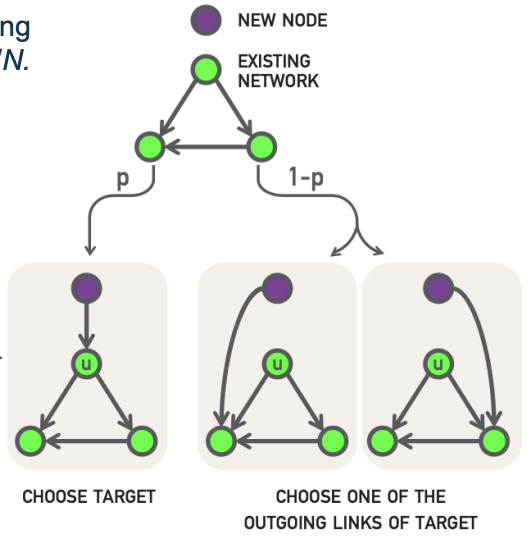 ng
NEW NODE
/N.
EXISTING
NETWORK
p
1-p
u
u
u
CHOOSE TARGET
CHOOSE ONE OF THE
OUTGOING LINKS OF TARGET